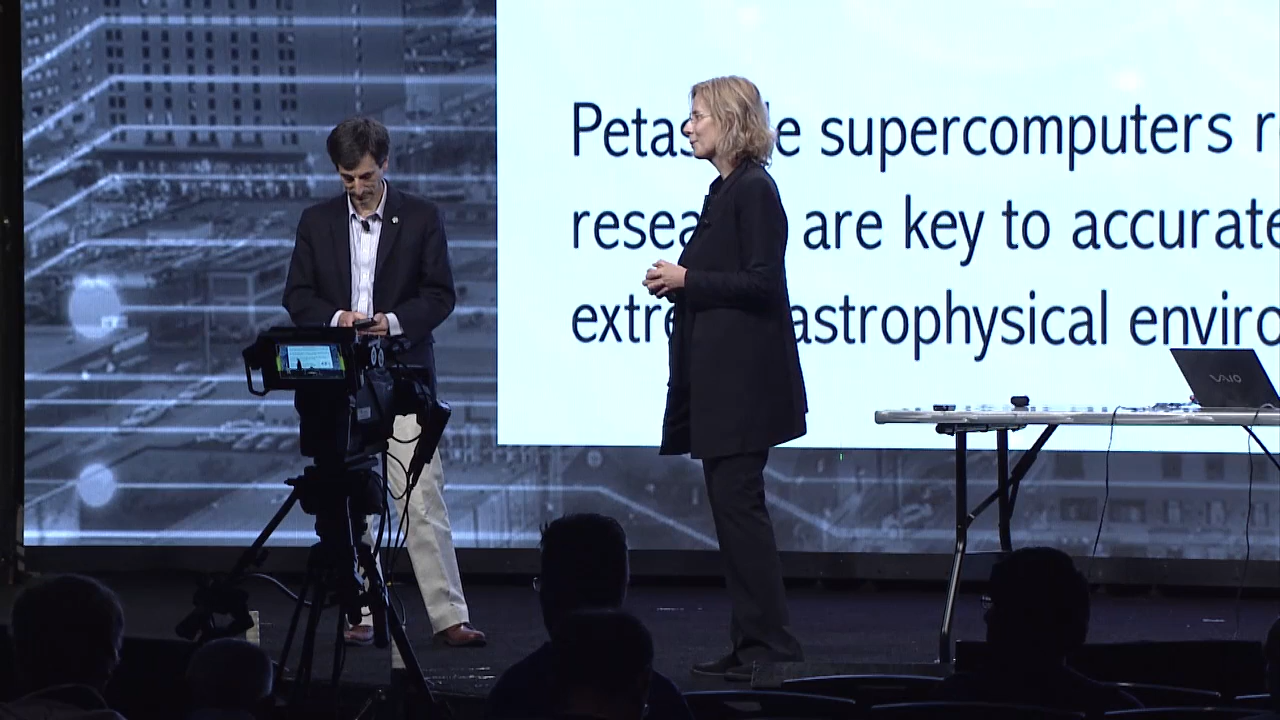 Petas e supercomputers r
resea are key to accurate
extre astrophysical enviro
VAIO